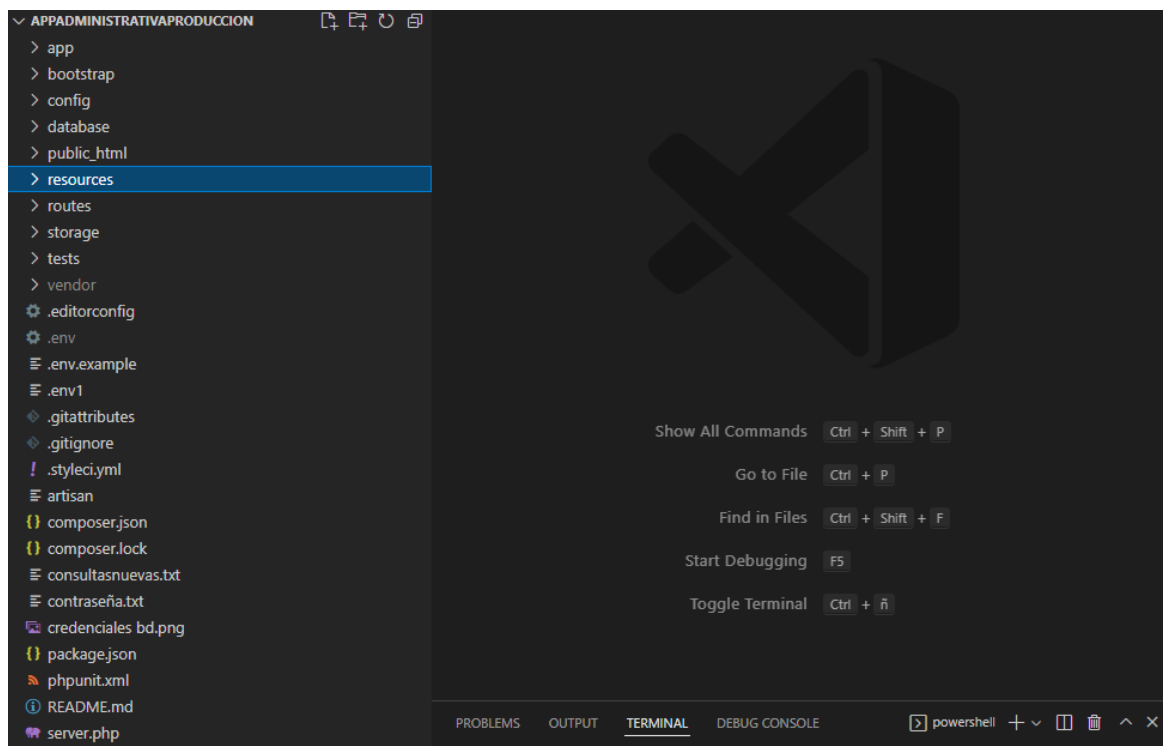 APPADMINISTRATIVAPRODUCCION
app
bootstrap
config
database
public_html
resources
routes
storage
tests
vendor
.editorconfig
.env
.env.example
.env1
.gitattributes
.gitignore
.styleci.yml
artisan
composer.json
composer.lock
consultasnuevas.txt
contraseña.txt
credenciales bd.png
package.json
phpunit.xml
README.md
server.php
Show All Commands Ctrl + Shift + P
Go to File Ctrl + P
Find in Files Ctrl + Shift + F
Start Debugging F5
Toggle Terminal Ctrl + ñ
PROBLEMS OUTPUT TERMINAL DEBUG CONSOLE powershell